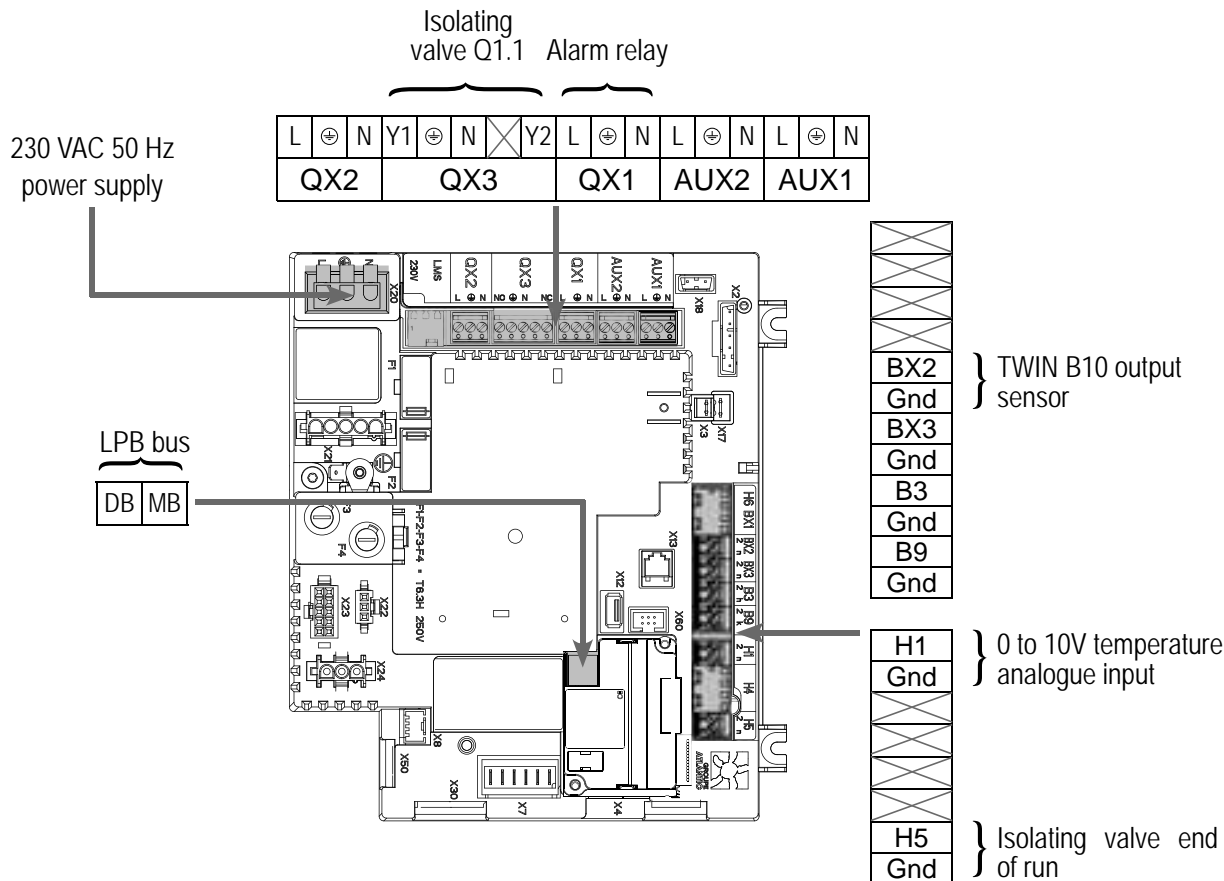 Isolating
valve Q1.1 Alarm relay
L N Y1 N Y2 L N L N L N
QX2 QX3 QX1 AUX2 AUX1
230 VAC 50 Hz
power supply
L N
X20
230V
LMS
QX2
QX3
QX1
AUX2
AUX1
L N NO N NC L N L N L N
X18
X2
F1
F2
X21
X3
X17
LPB bus
DB MB
F3
F4
F1-F2-F3-F4 - T6.3H 250V
X13
X12
X60
X23
X22
X24
X8
X50
X30
X7
X4
H6
BX1
BX2
BX3
B3
B9
H1
H4
H5
GROUPE
ATLANTIC
BX2
Gnd
TWIN B10 output
sensor
BX3
Gnd
B3
Gnd
B9
Gnd
H1
Gnd
0 to 10V temperature
analogue input
H5
Gnd
Isolating valve end
of run